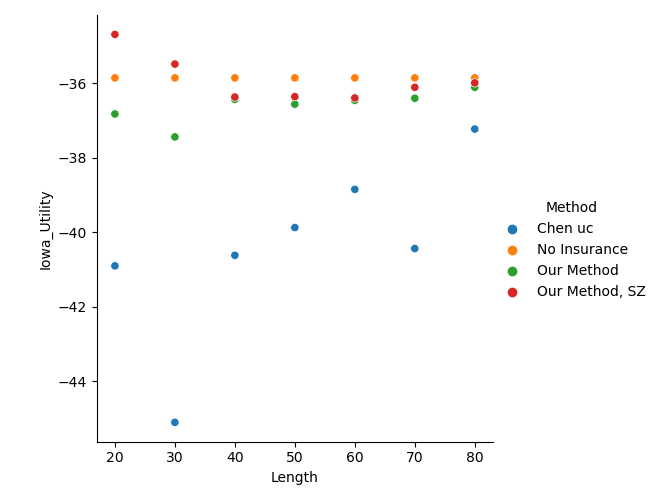 Iowa_Utility
−36
−38
−40
−42
−44
20 30 40 50 60 70 80
Length
Method
Chen uc
No Insurance
Our Method
Our Method, SZ